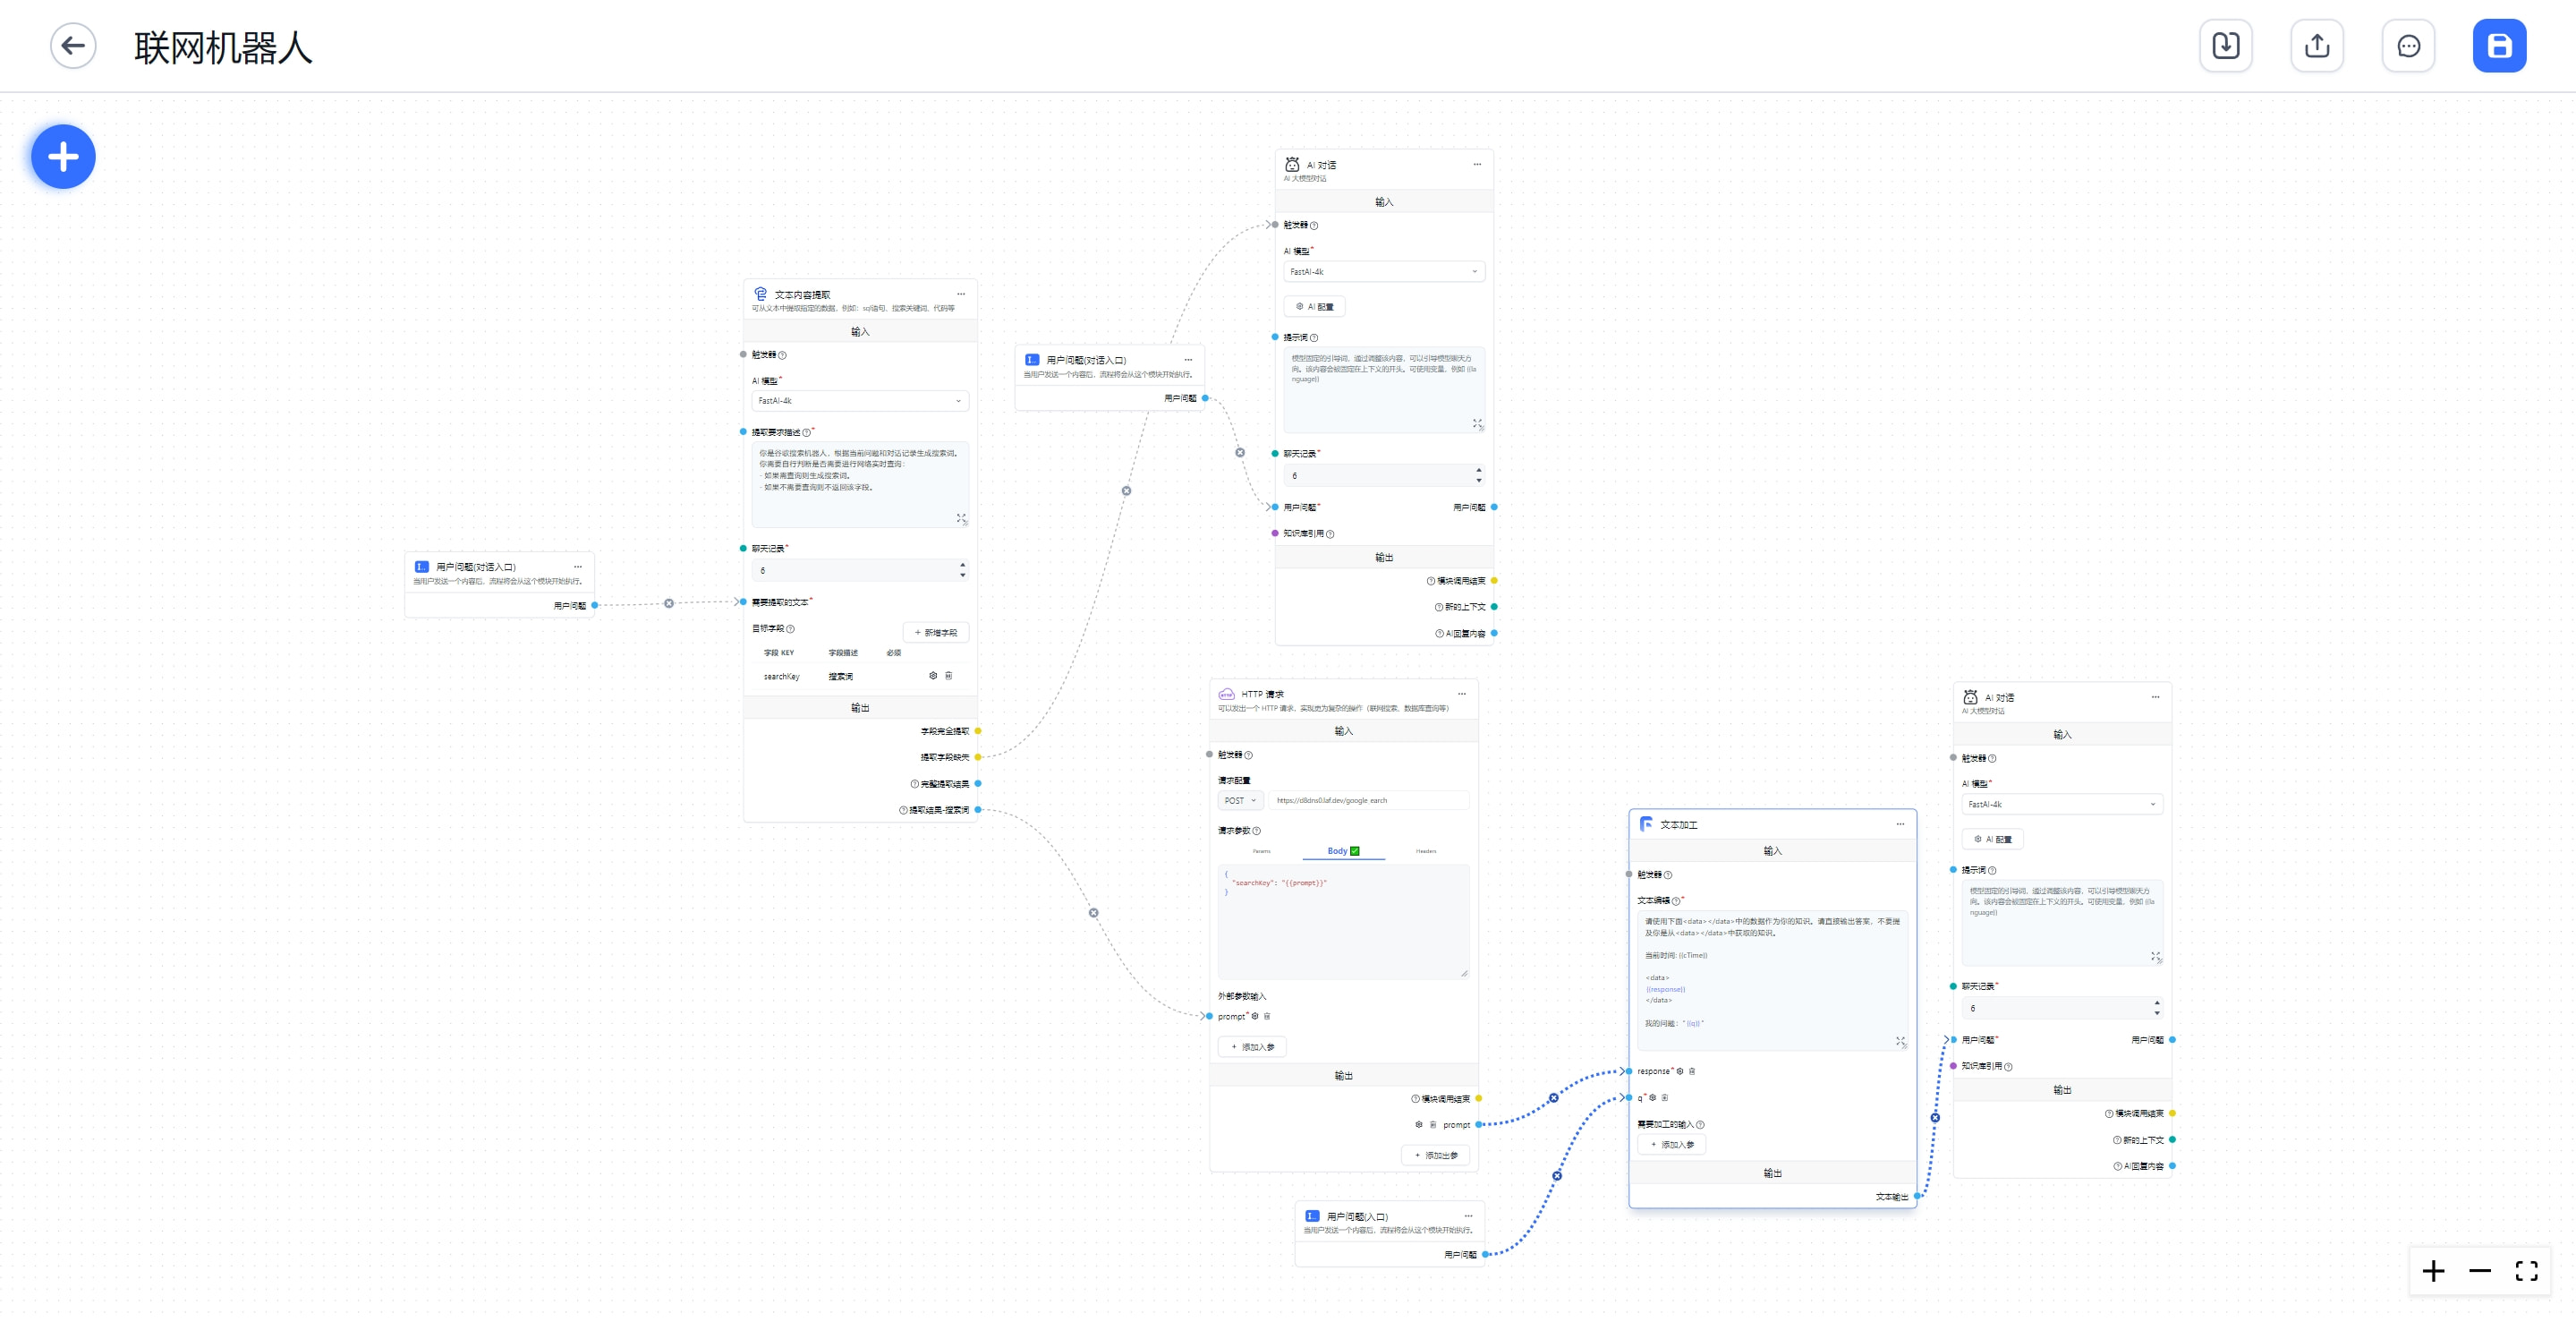 联网机器人
用户问题(对话入口)
当用户发送一个内容后，流程将会从这个模块开始执行。
用户问题
文本内容提取
可从文本中提取指定的数据，例如：sql语句、搜索关键词、代码等
输入
触发器
AI 模型*
FastAI-4k
提取要求描述*
你是谷歌搜索机器人，根据当前问题和对话记录生成搜索词。
你需要自行判断是否需要进行网络实时查询：
- 如果需查询则生成搜索词。
- 如果不需要查询则不返回该字段。
聊天记录*
6
需要提取的文本*
目标字段
+ 新增字段
字段 KEY 字段描述 必须
searchKey 搜索词
输出
字段完全提取
提取字段缺失
完整提取结果
提取结果-搜索词
用户问题(对话入口)
当用户发送一个内容后，流程将会从这个模块开始执行。
用户问题
AI 对话
AI 大模型对话
输入
触发器
AI 模型*
FastAI-4k
AI 配置
提示词
模型固定的引导词，通过调整该内容，可以引导模型聊天方
向。该内容会被固定在上下文的开头。可使用变量，例如 {{la
nguage}}
聊天记录*
6
用户问题* 用户问题
知识库引用
输出
模块调用结束
新的上下文
AI回复内容
HTTP 请求
可以发出一个 HTTP 请求，实现更为复杂的操作（联网搜索、数据库查询等）
输入
触发器
请求配置
POST https://d8dns0.laf.dev/google earch
请求参数
Params Body ✅ Headers
{
"searchKey": "{{prompt}}"
}
外部参数输入
prompt*
+ 添加入参
输出
模块调用结束
prompt
+ 添加出参
用户问题(入口)
当用户发送一个内容后，流程将会从这个模块开始执行。
用户问题
文本加工
输入
触发器
文本编辑*
请使用下面<data></data>中的数据作为你的知识。请直接输出答案，不要提
及你是从<data></data>中获取的知识。
当前时间: {{cTime}}
<data>
{{response}}
</data>
我的问题："{{q}}"
response*
q*
需要加工的输入
+ 添加入参
输出
文本输出
AI 对话
AI 大模型对话
输入
触发器
AI 模型*
FastAI-4k
AI 配置
提示词
模型固定的引导词，通过调整该内容，可以引导模型聊天方
向。该内容会被固定在上下文的开头。可使用变量，例如 {{la
nguage}}
聊天记录*
6
用户问题* 用户问题
知识库引用
输出
模块调用结束
新的上下文
AI回复内容